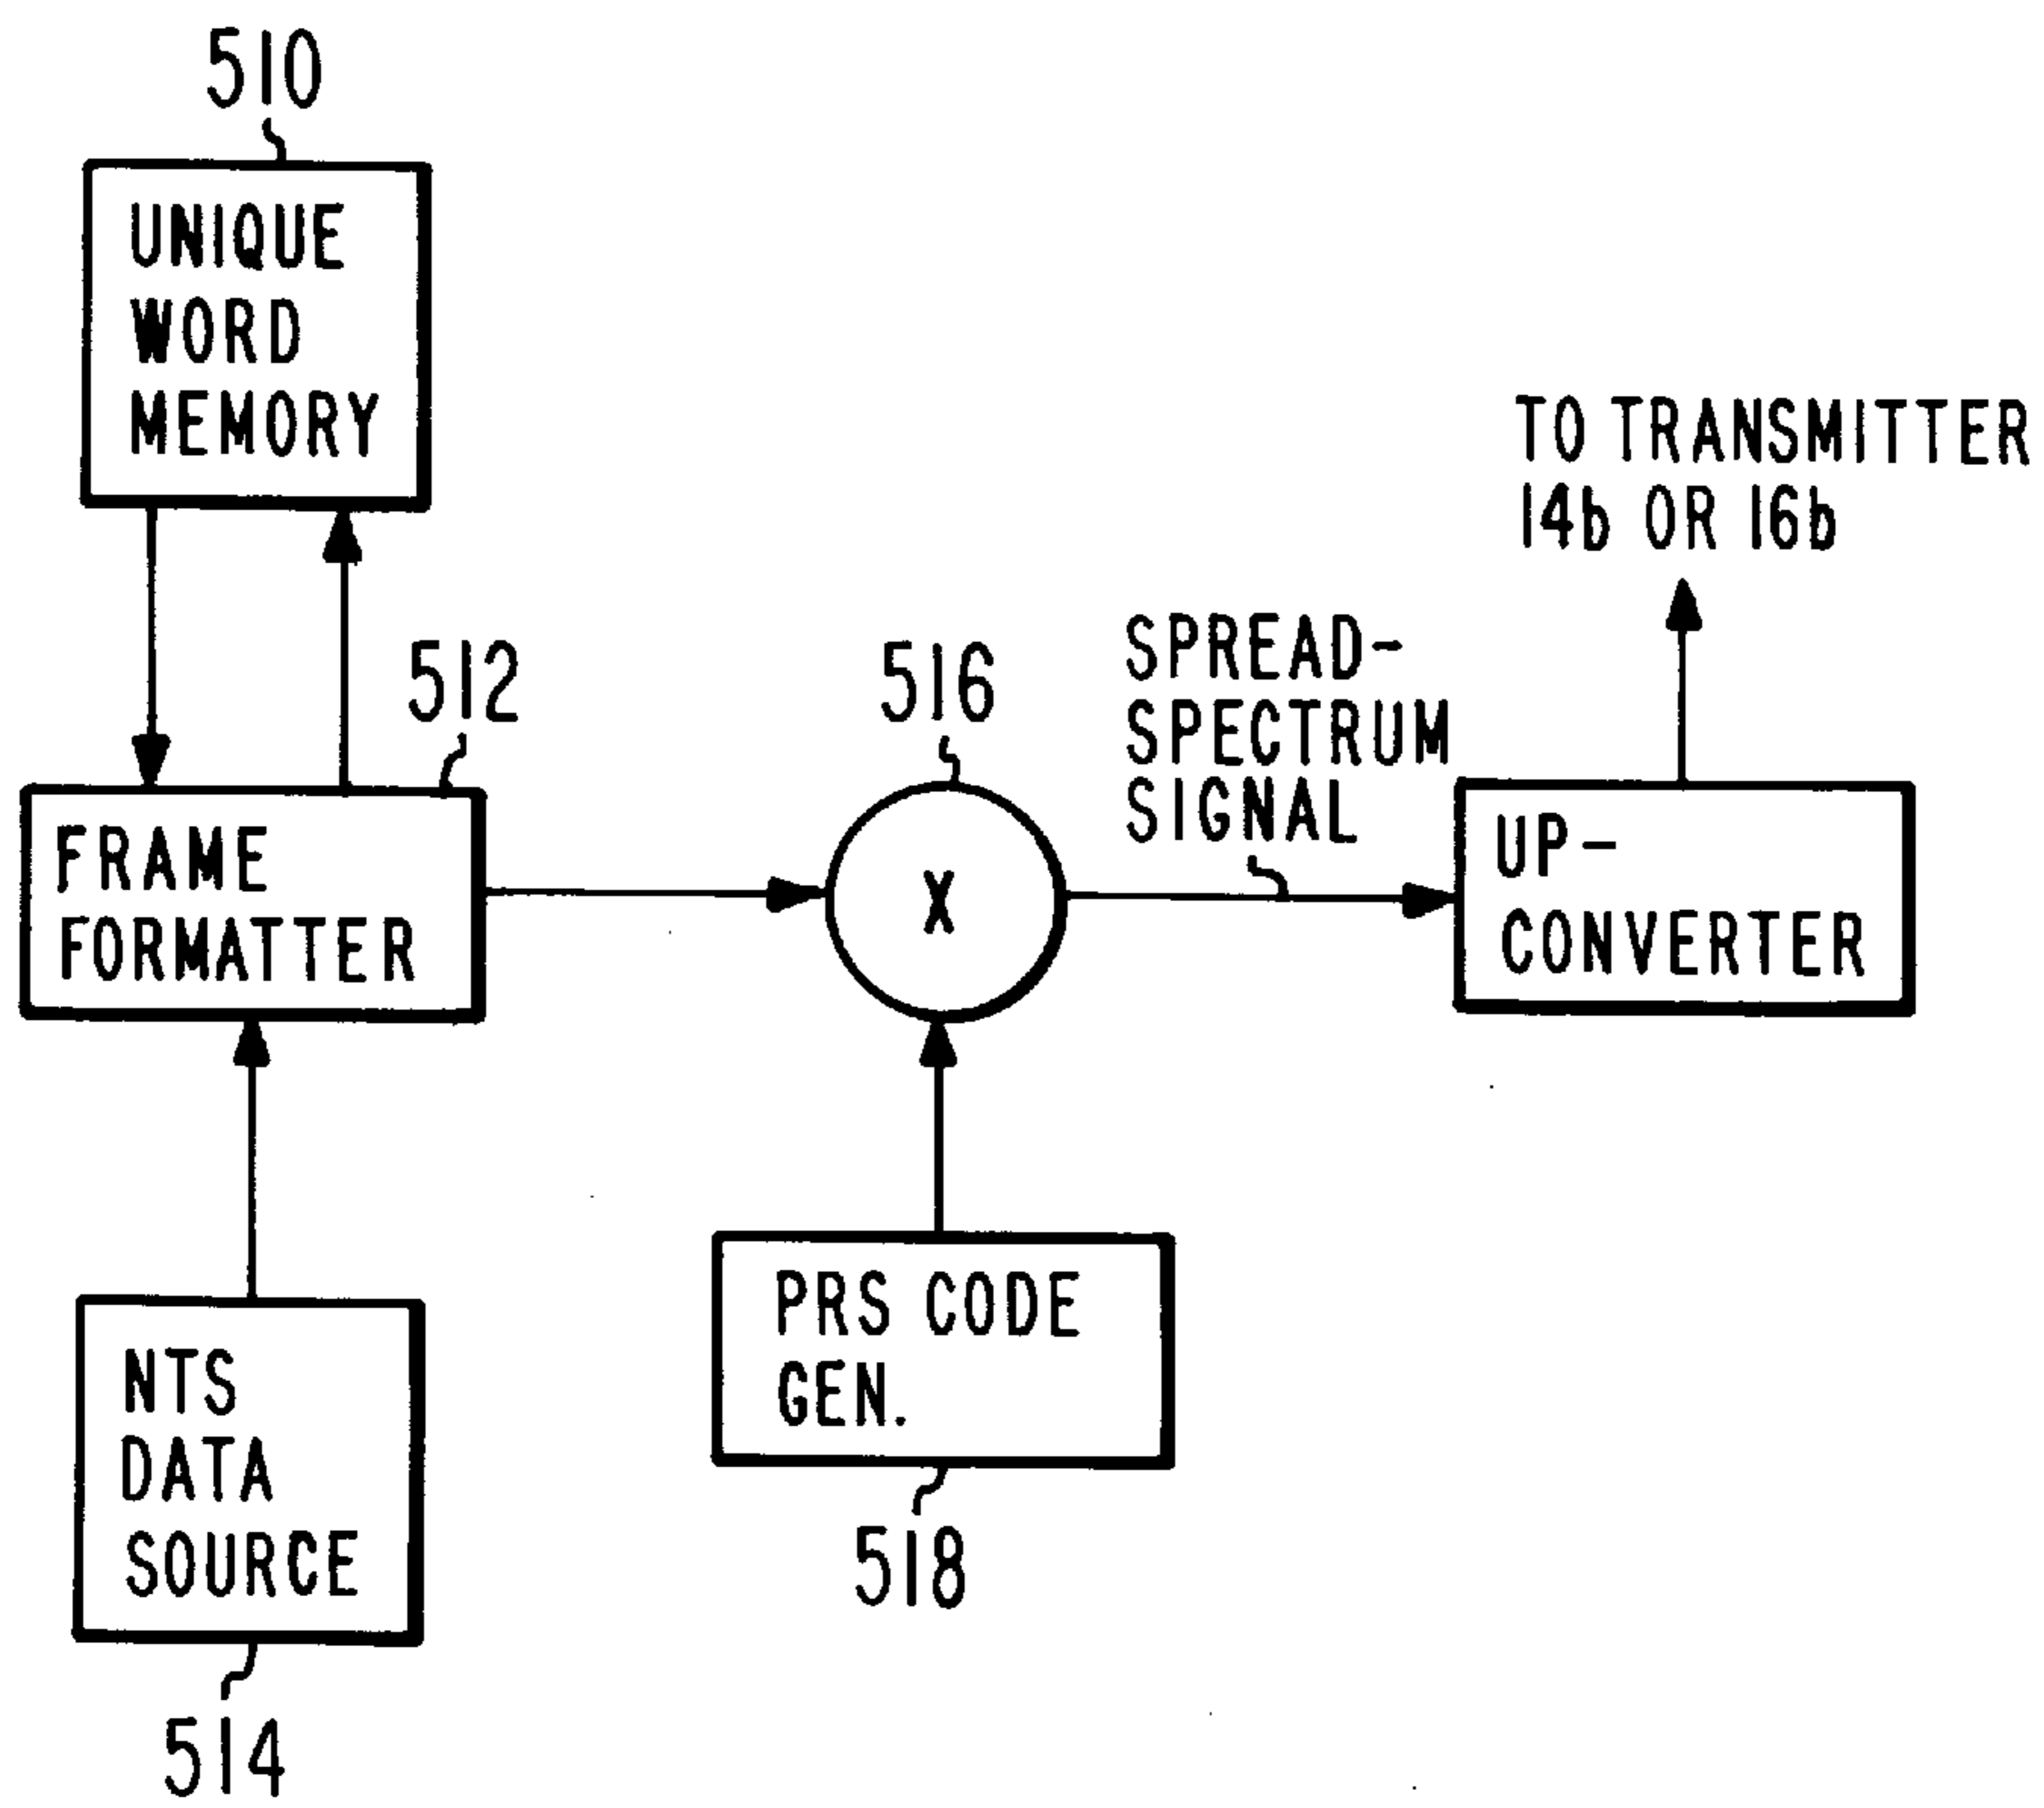 510
UNIQUE
WORD
MEMORY
TO TRANSMITTER
14b OR 16b
512
516
SPREAD-
SPECTRUM
SIGNAL
FRAME
FORMATTER
X
UP-
CONVERTER
PRS CODE
GEN.
NTS
DATA
SOURCE
518
514